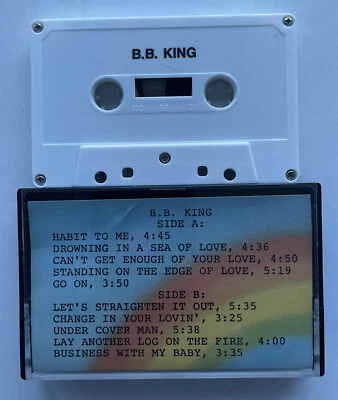 B.B. KING
100 50 0
B.B. KING
SIDE A:
HABIT TO ME, 4:45
DROWNING IN A SEA OF LOVE, 4:36
CAN'T GET ENOUGH OF YOUR LOVE, 4:50
STANDING ON THE EDGE OF LOVE, 5:19
GO ON, 3:50
SIDE B:
LET'S STRAIGHTEN IT OUT, 5:35
CHANGE IN YOUR LOVIN', 3:25
UNDER COVER MAN, 5:38
LAY ANOTHER LOG ON THE FIRE, 4:00
BUSINESS WITH MY BABY, 3:35